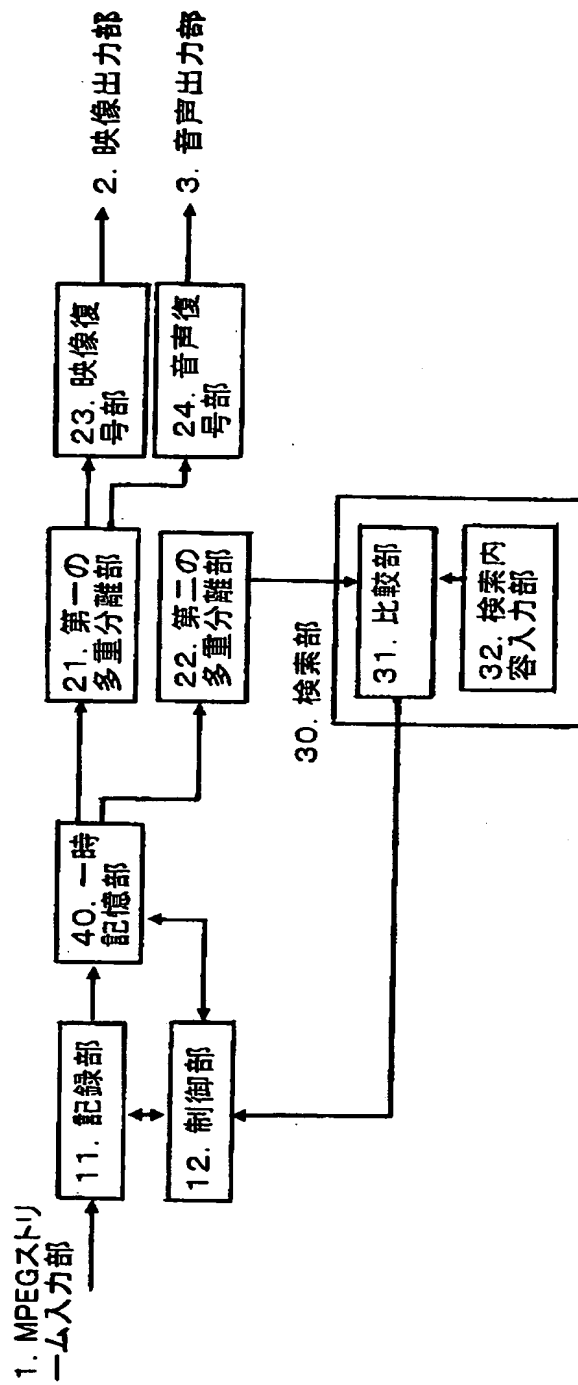 1. MPEGストリ
ーム入力部
11. 記録部
12. 制御部
40. 一時
記憶部
21. 第一の
多重分離部
22. 第二の
多重分離部
23. 映像復
号部
24. 音声復
号部
2. 映像出力部
3. 音声出力部
30. 検索部
31. 比較部
32. 検索内
容入力部